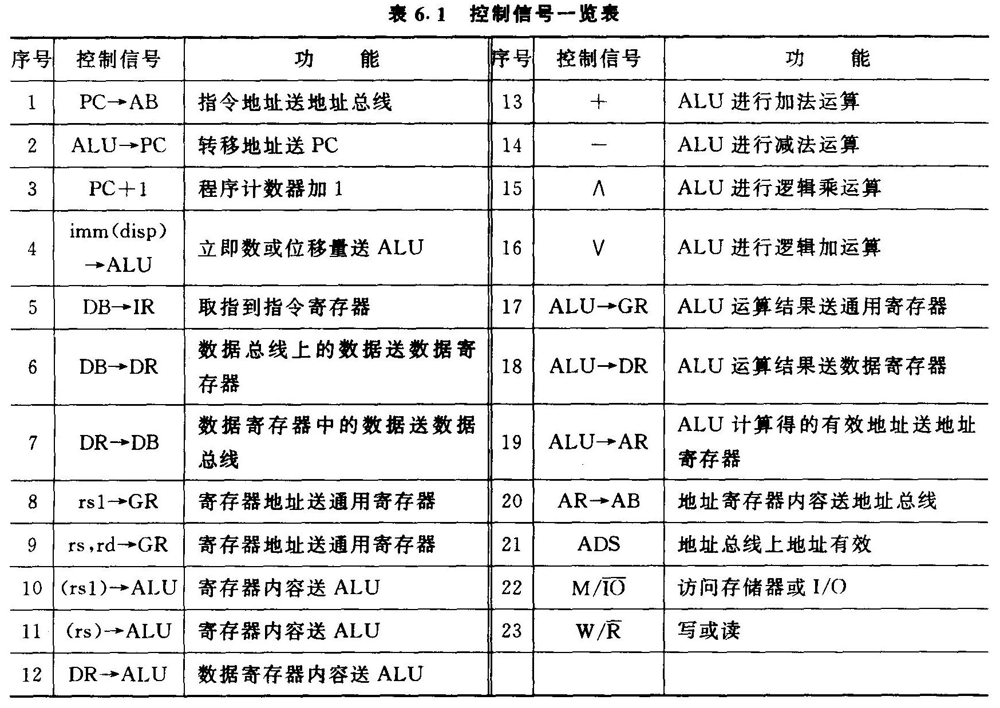 表 6.1 控制信号一览表
序号 控制信号 功 能 序号 控制信号 功 能
1 PC→AB 指令地址送地址总线 13 + ALU 进行加法运算
2 ALU→PC 转移地址送 PC 14 − ALU 进行减法运算
3 PC+1 程序计数器加 1 15 ∧ ALU 进行逻辑乘运算
imm(disp)
4 立即数或位移量送 ALU 16 ∨ ALU 进行逻辑加运算
→ALU
5 DB→IR 取指到指令寄存器 17 ALU→GR ALU 运算结果送通用寄存器
数据总线上的数据送数据寄
6 DB→DR 18 ALU→DR ALU 运算结果送数据寄存器
存器
数据寄存器中的数据送数据 ALU 计算得的有效地址送地址
7 DR→DB 19 ALU→AR
总线 寄存器
8 rs1→GR 寄存器地址送通用寄存器 20 AR→AB 地址寄存器内容送地址总线
9 rs,rd→GR 寄存器地址送通用寄存器 21 ADS 地址总线上地址有效
10 (rs1)→ALU 寄存器内容送 ALU 22 M/I̅O̅ 访问存储器或 I/O
11 (rs)→ALU 寄存器内容送 ALU 23 W/R̅ 写或读
12 DR→ALU 数据寄存器内容送 ALU